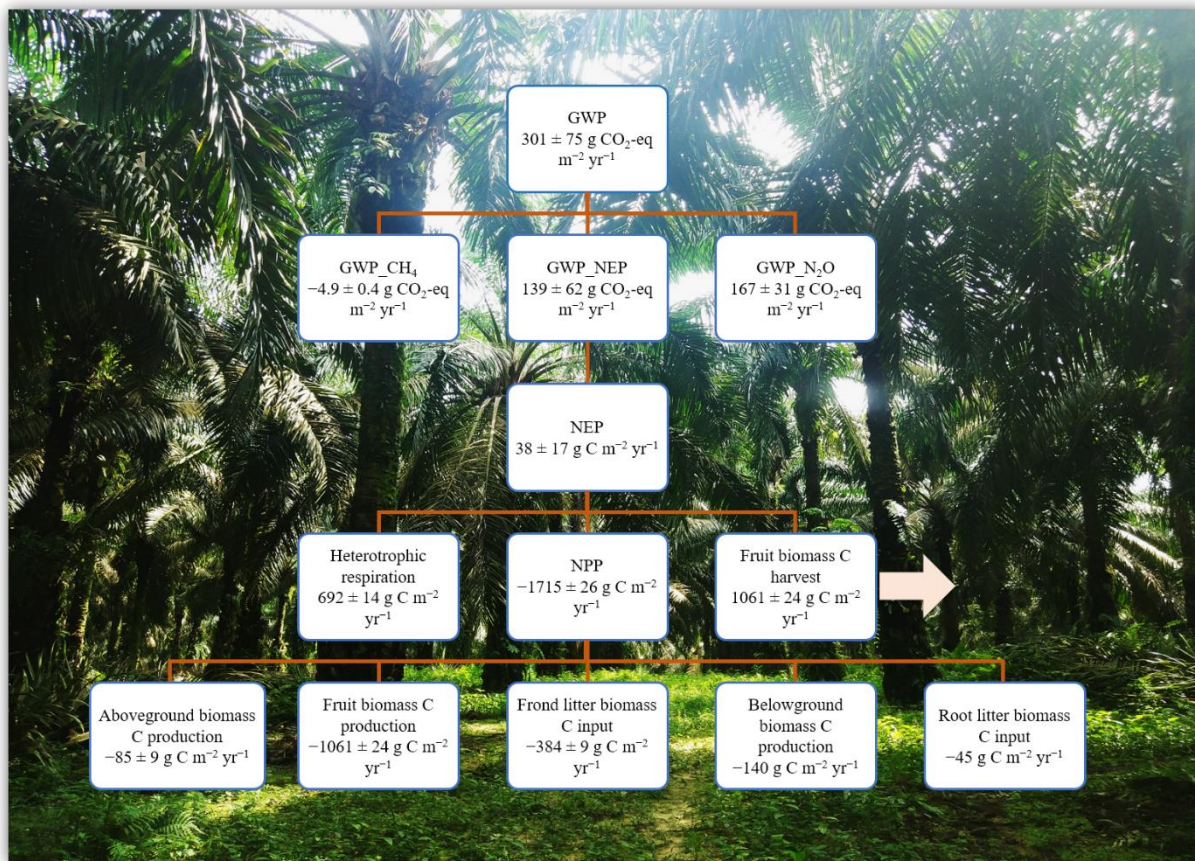 GWP
301 ± 75 g CO₂-eq
m⁻² yr⁻¹
GWP_CH₄
−4.9 ± 0.4 g CO₂-eq
m⁻² yr⁻¹
GWP_NEP
139 ± 62 g CO₂-eq
m⁻² yr⁻¹
GWP_N₂O
167 ± 31 g CO₂-eq
m⁻² yr⁻¹
NEP
38 ± 17 g C m⁻² yr⁻¹
Heterotrophic
respiration
692 ± 14 g C m⁻²
yr⁻¹
NPP
−1715 ± 26 g C m⁻²
yr⁻¹
Fruit biomass C
harvest
1061 ± 24 g C m⁻²
yr⁻¹
Aboveground biomass
C production
−85 ± 9 g C m⁻² yr⁻¹
Fruit biomass C
production
−1061 ± 24 g C m⁻²
yr⁻¹
Frond litter biomass
C input
−384 ± 9 g C m⁻²
yr⁻¹
Belowground
biomass C
production
−140 g C m⁻² yr⁻¹
Root litter biomass
C input
−45 g C m⁻² yr⁻¹